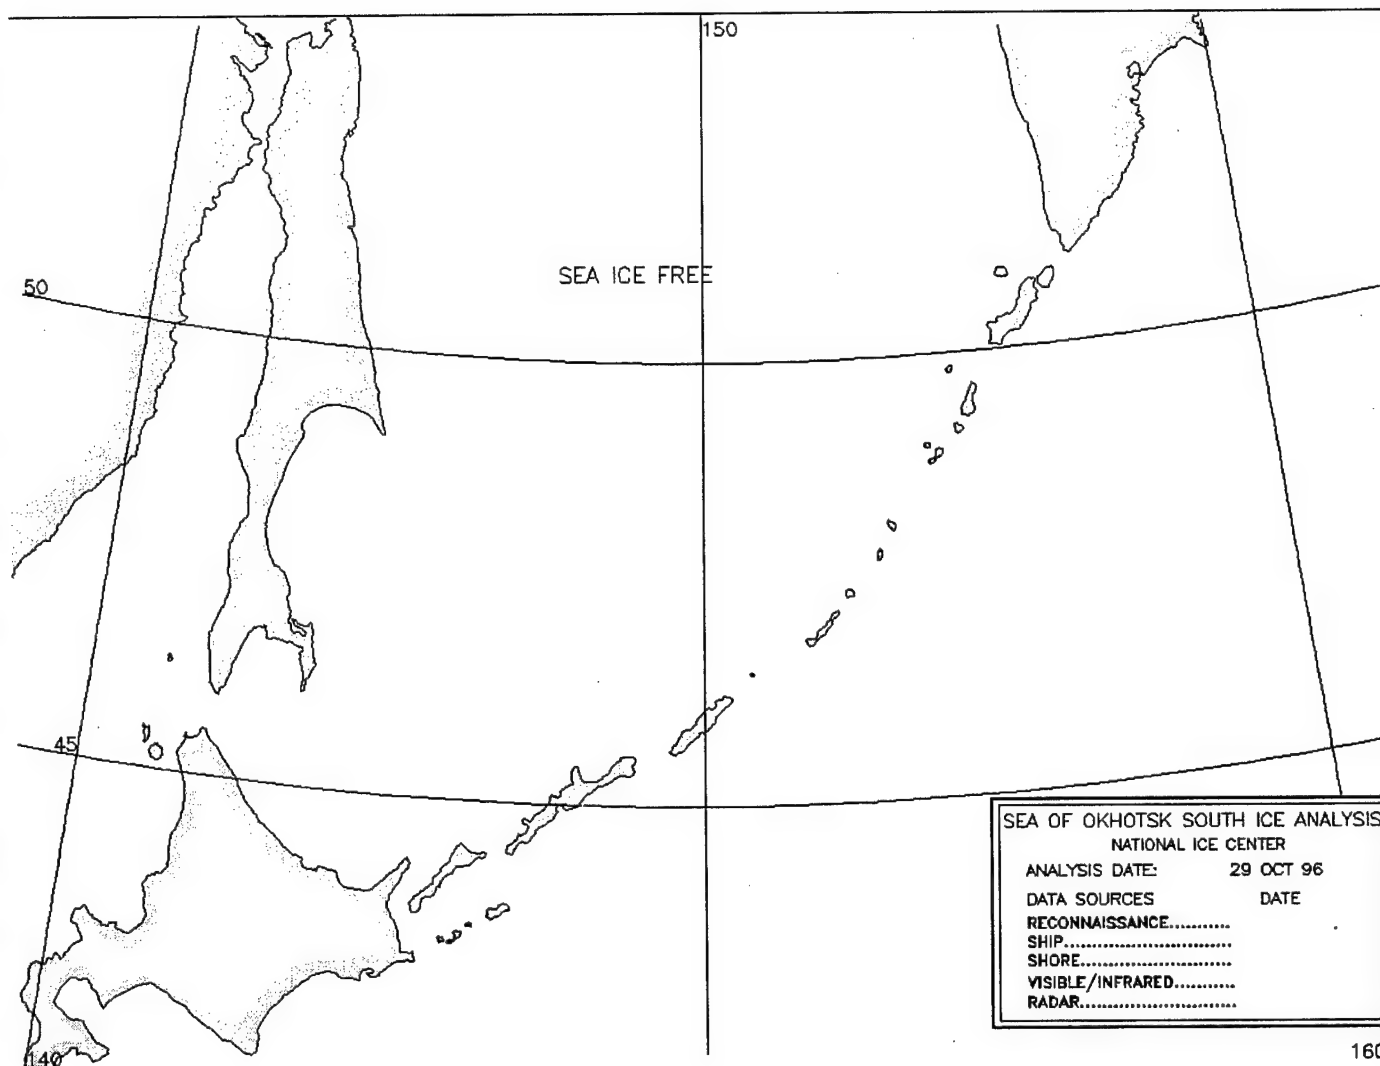 150
SEA ICE FREE
50
45
SEA OF OKHOTSK SOUTH ICE ANALYSIS
NATIONAL ICE CENTER
ANALYSIS DATE: 29 OCT 96
DATA SOURCES DATE
RECONNAISSANCE...........
SHIP..............................
SHORE...........................
VISIBLE/INFRARED...........
RADAR............................
140
160